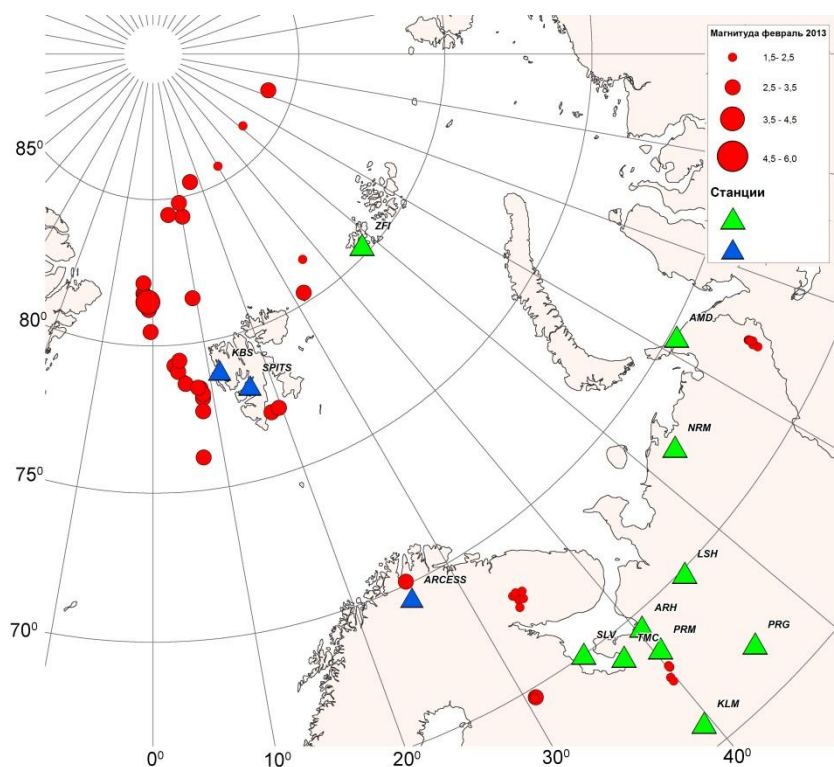 Магнитуда февраль 2013
1,5- 2,5
2,5 - 3,5
3,5 - 4,5
4,5 - 6,0
Станции
85⁰
ZFI
80⁰
KBS
SPITS
AMD
75⁰
NRM
LSH
ARCESS
70⁰
ARH
SLV
TMC
PRM
PRG
KLM
0⁰
10⁰
20⁰
30⁰
40⁰